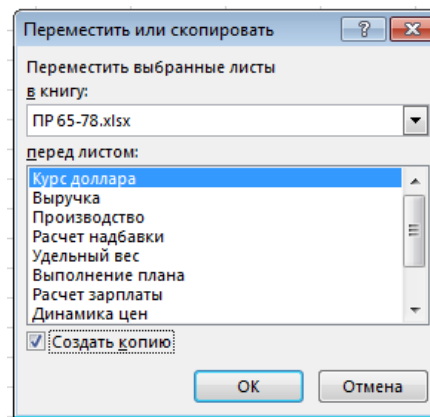 Переместить или скопировать
Переместить выбранные листы
в книгу:
ПР 65-78.xlsx
перед листом:
Курс доллара
Выручка
Производство
Расчет надбавки
Удельный вес
Выполнение плана
Расчет зарплаты
Динамика цен
Создать копию
ОК
Отмена